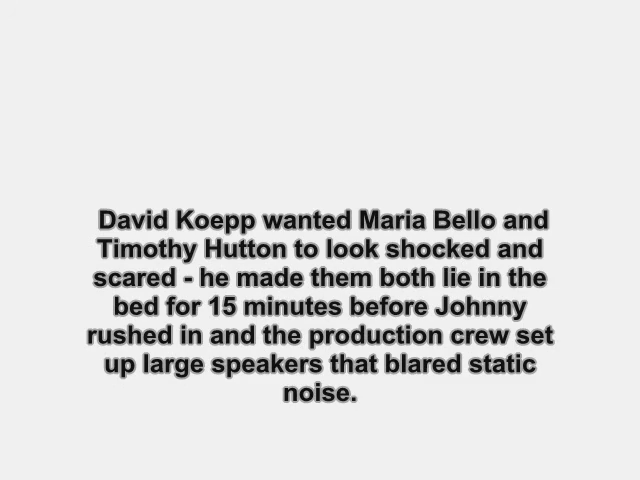 David Koepp wanted Maria Bello and
Timothy Hutton to look shocked and
scared - he made them both lie in the
bed for 15 minutes before Johnny
rushed in and the production crew set
up large speakers that blared static
noise.